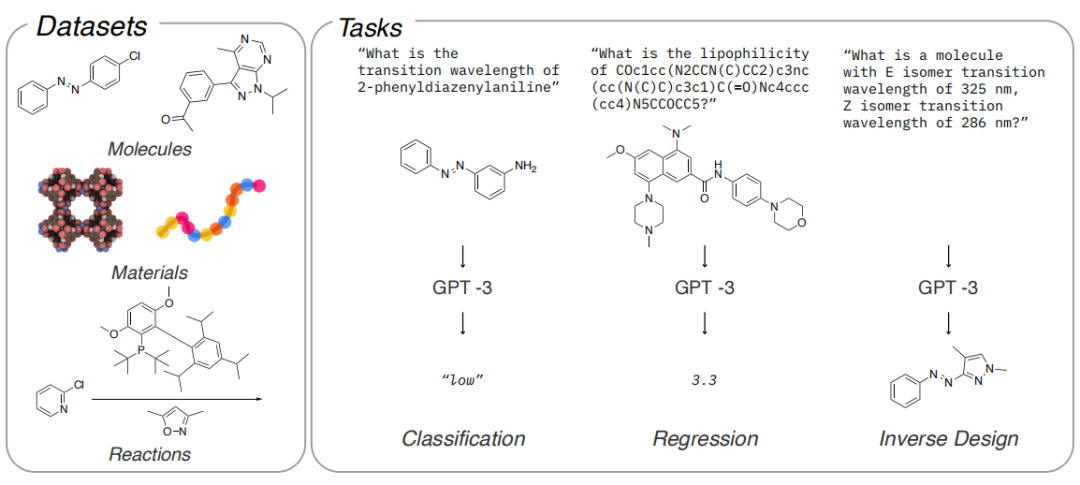 Datasets
Cl
N
N
N
N
N
N
O
Molecules
Materials
O
O
P
Cl
N
O-N
Reactions
Tasks
“What is the
transition wavelength of
2-phenyldiazenylaniline”
N
N
NH₂
GPT -3
“low”
Classification
“What is the lipophilicity
of COc1cc(N2CCN(C)CC2)c3nc
(cc(N(C)C)c3c1)C(=O)Nc4ccc
(cc4)N5CCOCC5?”
N
O
H
N
O
N
N
N
O
GPT -3
3.3
Regression
“What is a molecule
with E isomer transition
wavelength of 325 nm,
Z isomer transition
wavelength of 286 nm?”
GPT -3
N
N
N
N
Inverse Design